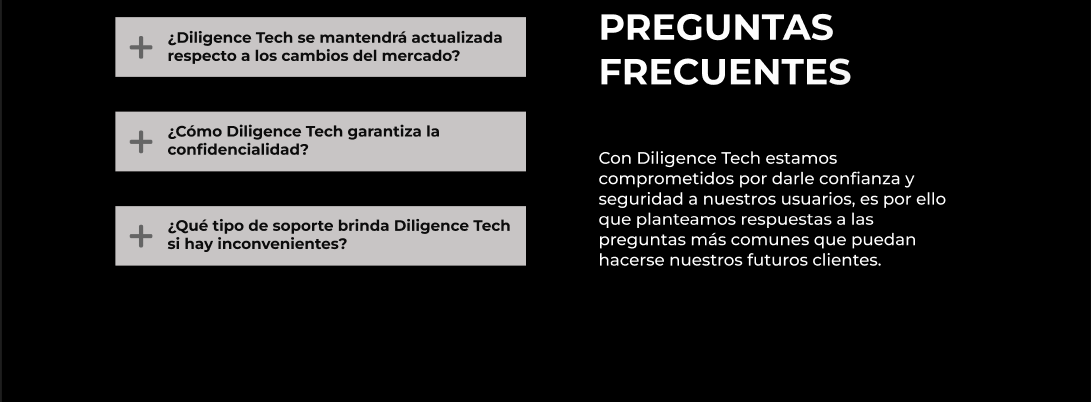 ¿Diligence Tech se mantendrá actualizada
respecto a los cambios del mercado?
¿Cómo Diligence Tech garantiza la
confidencialidad?
¿Qué tipo de soporte brinda Diligence Tech
si hay inconvenientes?
PREGUNTAS
FRECUENTES
Con Diligence Tech estamos
comprometidos por darle confianza y
seguridad a nuestros usuarios, es por ello
que planteamos respuestas a las
preguntas más comunes que puedan
hacerse nuestros futuros clientes.